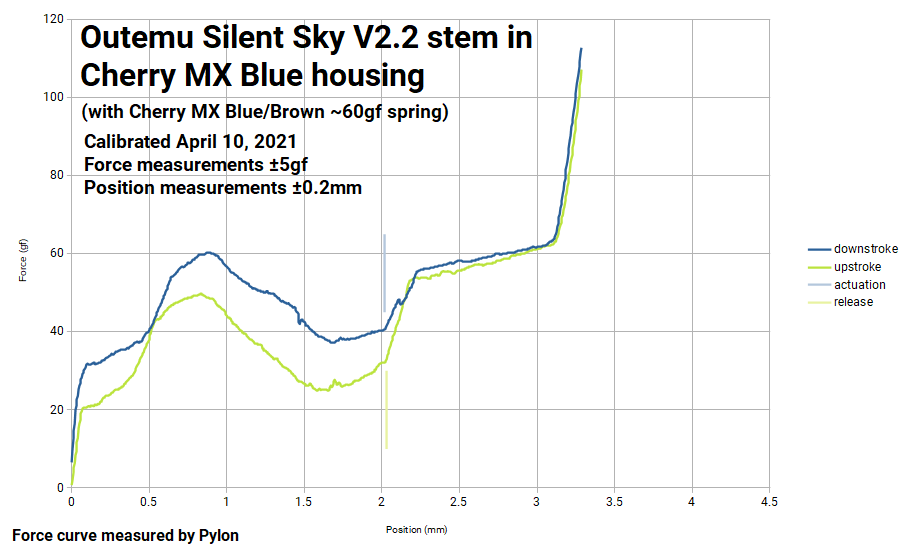 Outemu Silent Sky V2.2 stem in
Cherry MX Blue housing
(with Cherry MX Blue/Brown ~60gf spring)
Calibrated April 10, 2021
Force measurements ±5gf
Position measurements ±0.2mm
120
100
80
60
40
20
0
Force (gf)
0 0.5 1 1.5 2 2.5 3 3.5 4 4.5
Position (mm)
downstroke
upstroke
actuation
release
Force curve measured by Pylon